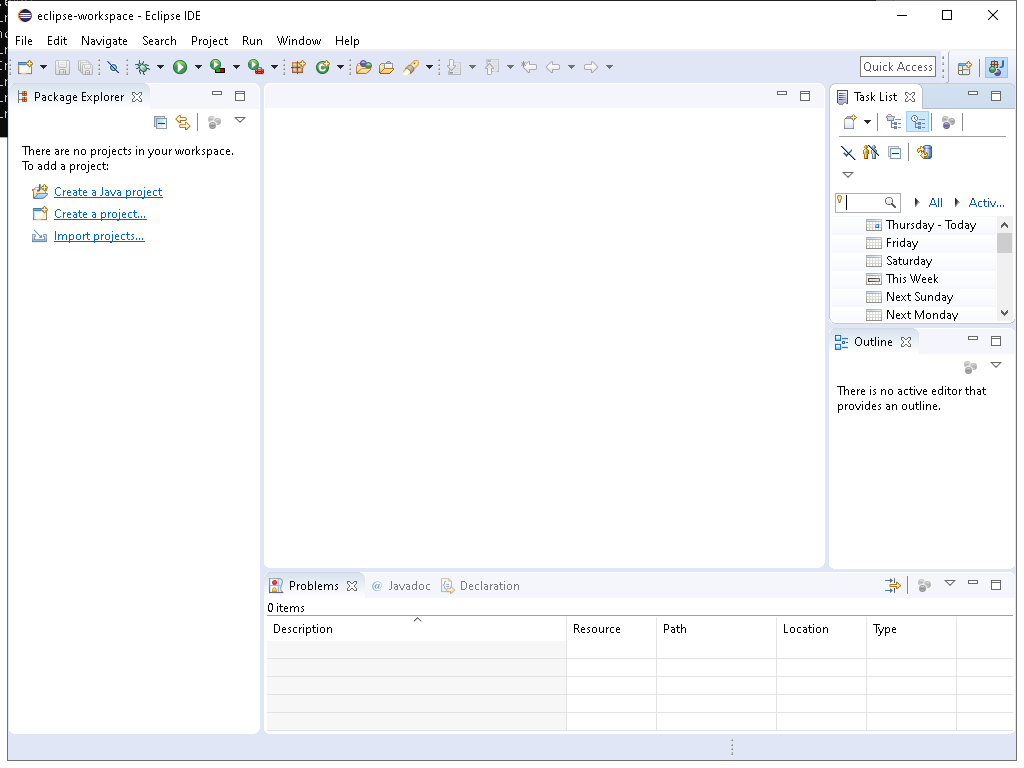 eclipse-workspace - Eclipse IDE
File Edit Navigate Search Project Run Window Help
Quick Access
Package Explorer
There are no projects in your workspace.
To add a project:
Create a Java project
Create a project...
Import projects...
Task List
All Activ...
Thursday - Today
Friday
Saturday
This Week
Next Sunday
Next Monday
Outline
There is no active editor that
provides an outline.
Problems @ Javadoc Declaration
0 items
Description Resource Path Location Type